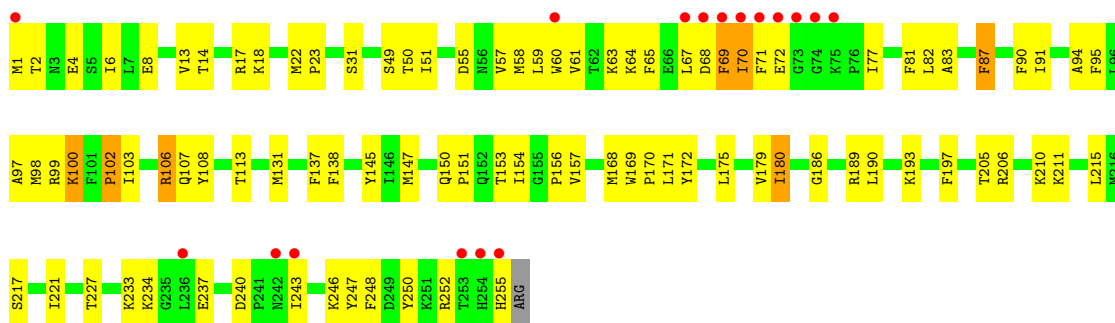 M1 T2 N3 E4 S5 I6 L7 E8 V13 T14 R17 K18 M22 P23 S31 S49 T50 I51 D55 N56 V57 M58 L59 W60 V61 T62 K63 K64 F65 E66 L67 D68 F69 I70 F71 E72 G73 G74 K75 P76 I77 F81 L82 A83 F87 F90 I91 A94 F95 L96
A97 M98 R99 K100 F101 P102 I103 R106 Q107 Y108 T113 M131 F137 F138 Y145 I146 M147 Q150 P151 Q152 T153 I154 G155 P156 V157 M168 W169 P170 L171 Y172 L175 V179 I180 G186 R189 L190 K193 F197 T205 R206 K210 K211 L215 M216
S217 I221 T227 K233 K234 G235 L236 E237 D240 P241 N242 I243 K246 Y247 F248 D249 Y250 K251 R252 T253 H254 H255 ARG